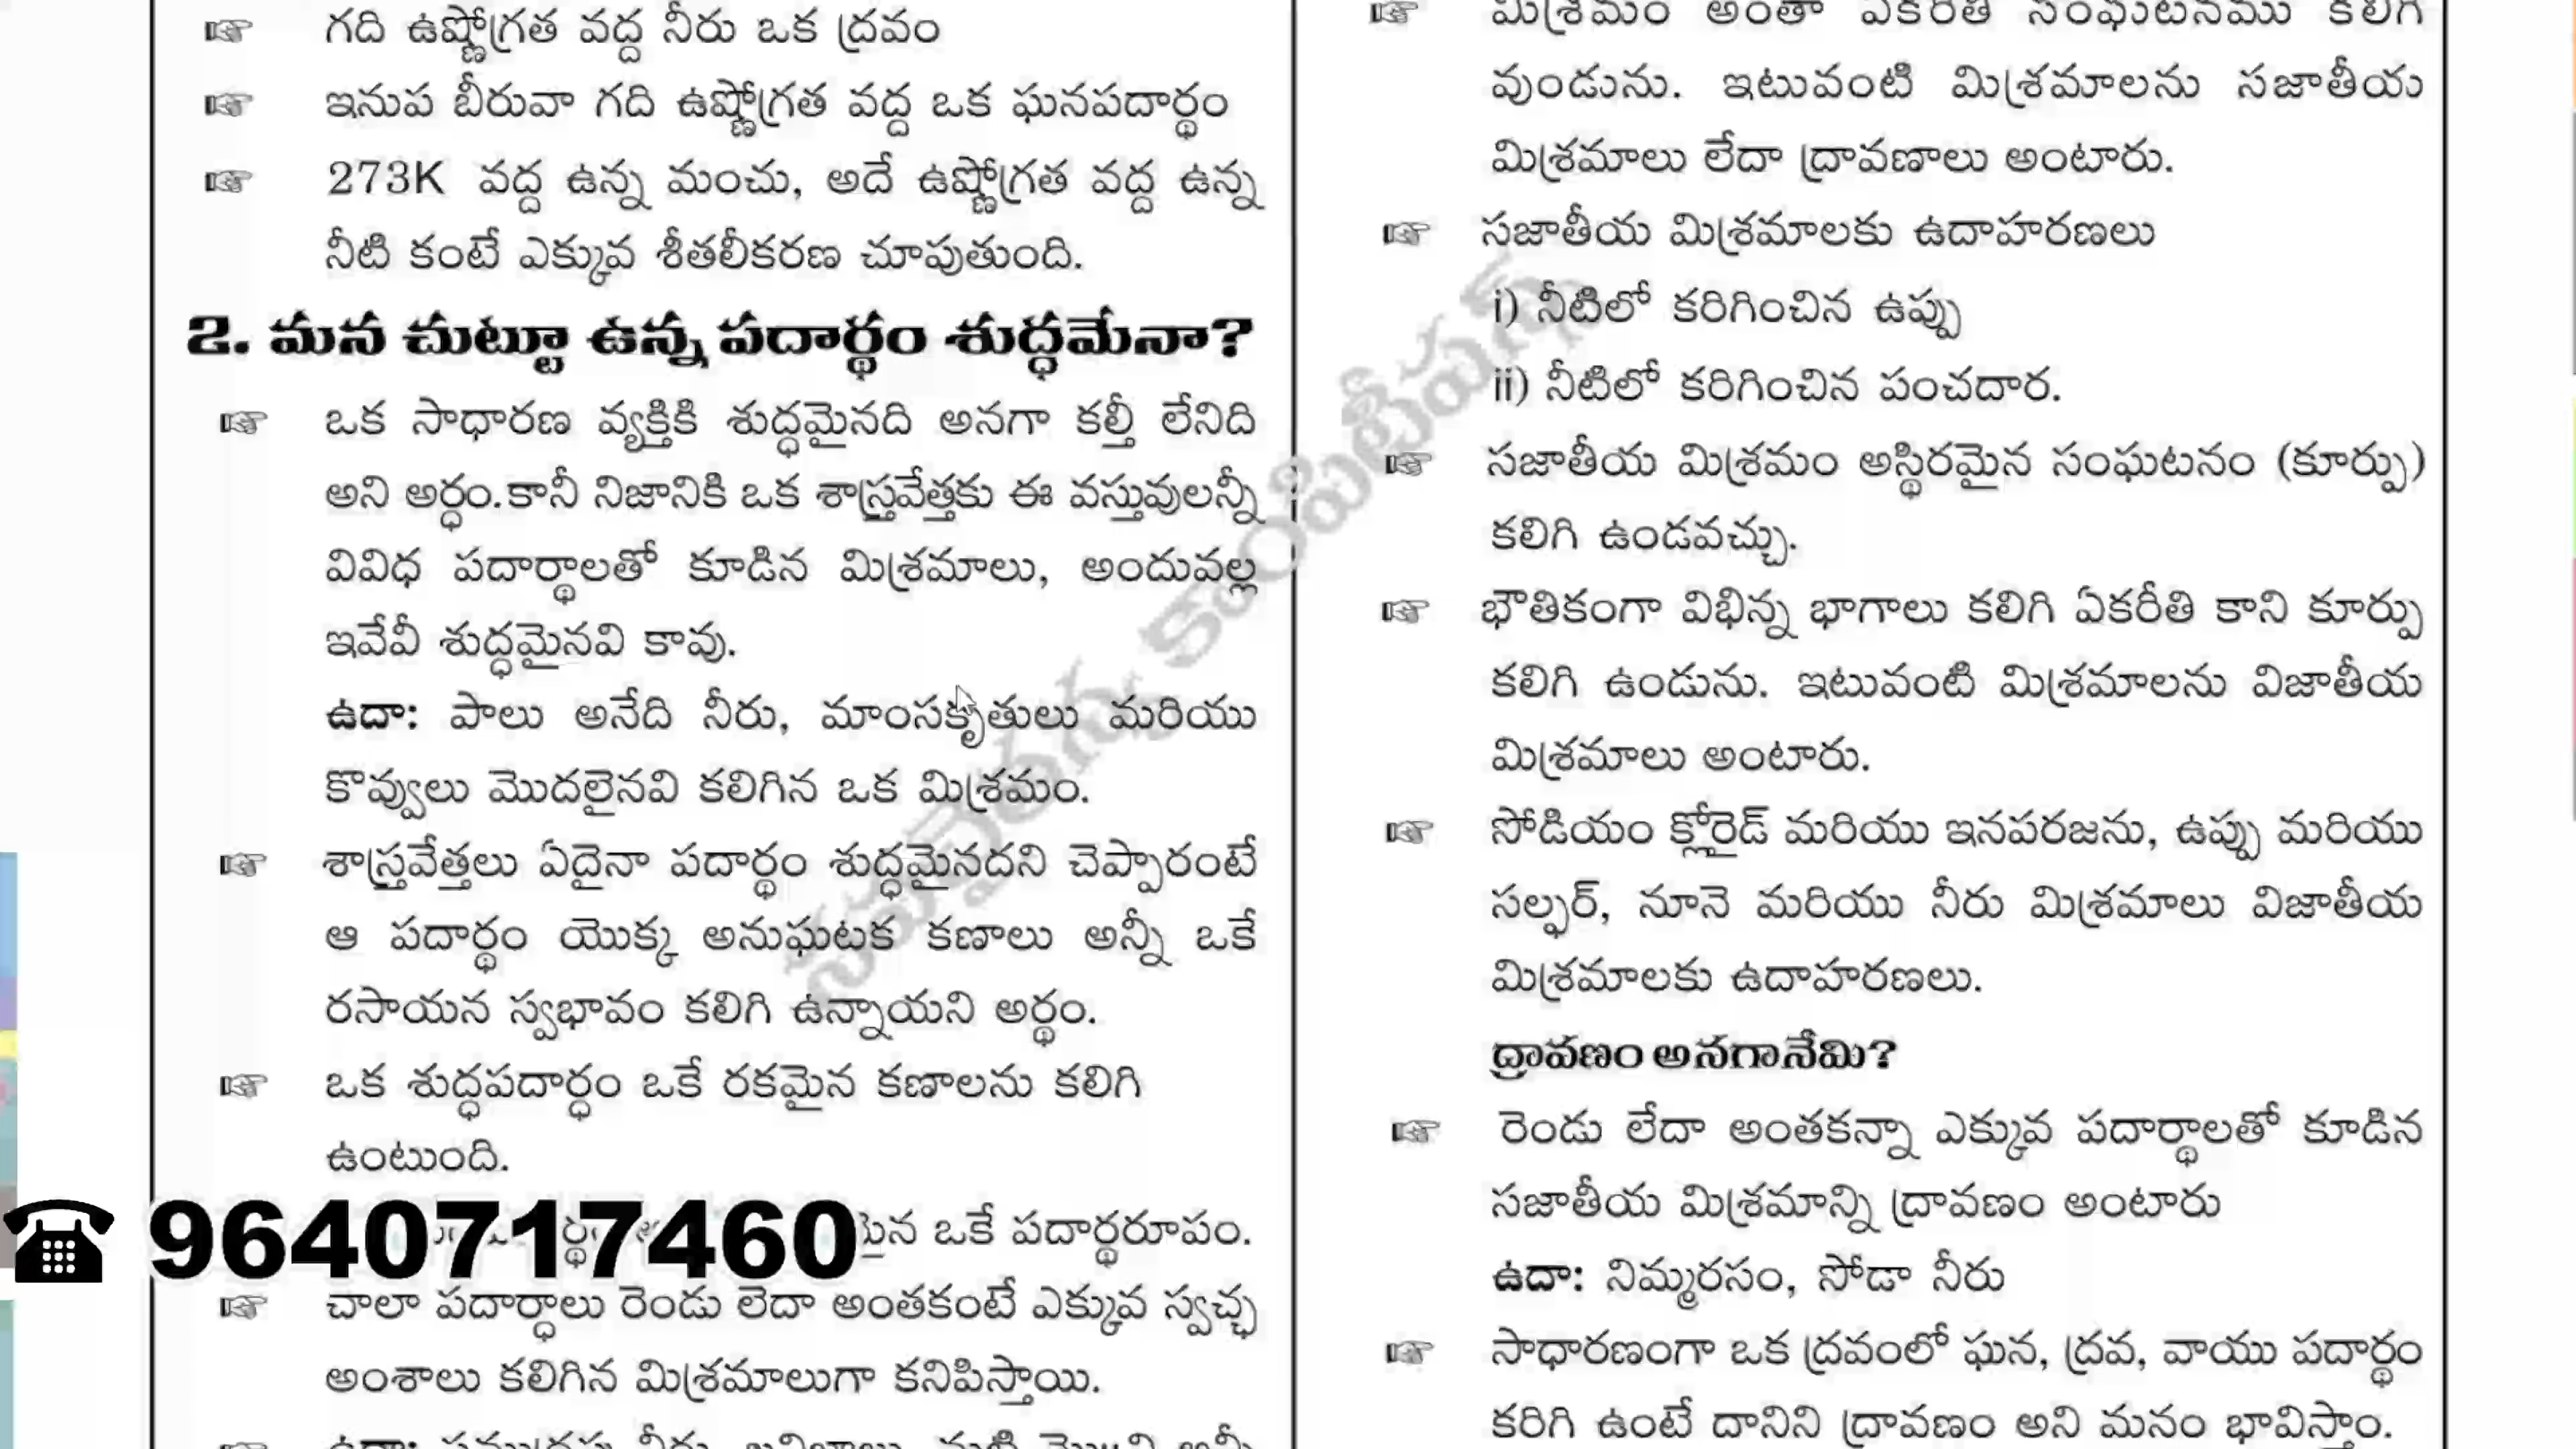 గది ఉష్ణోగ్రత వద్ద నీరు ఒక ద్రవం
ఇనుప బీరువా గది ఉష్ణోగ్రత వద్ద ఒక ఘనపదార్థం
273K వద్ద ఉన్న మంచు, అదే ఉష్ణోగ్రత వద్ద ఉన్న
నీటి కంటే ఎక్కువ శీతలీకరణ చూపుతుంది.
2. మన చుట్టూ ఉన్న పదార్థం శుద్ధమేనా?
ఒక సాధారణ వ్యక్తికి శుద్ధమైనది అనగా కల్తీ లేనిది
అని అర్ధం.కానీ నిజానికి ఒక శాస్త్రవేత్తకు ఈ వస్తువులన్నీ
వివిధ పదార్థాలతో కూడిన మిశ్రమాలు, అందువల్ల
ఇవేవీ శుద్ధమైనవి కావు.
ఉదా: పాలు అనేది నీరు, మాంసకృతులు మరియు
కొవ్వులు మొదలైనవి కలిగిన ఒక మిశ్రమం.
శాస్త్రవేత్తలు ఏదైనా పదార్థం శుద్ధమైనదని చెప్పారంటే
ఆ పదార్థం యొక్క అనుఘటక కణాలు అన్నీ ఒకే
రసాయన స్వభావం కలిగి ఉన్నాయని అర్థం.
ఒక శుద్ధపదార్ధం ఒకే రకమైన కణాలను కలిగి
ఉంటుంది.
9640717460 ఒకే పదార్థరూపం.
చాలా పదార్ధాలు రెండు లేదా అంతకంటే ఎక్కువ స్వచ్ఛ
అంశాలు కలిగిన మిశ్రమాలుగా కనిపిస్తాయి.
మిశ్రమం అంతా ఏకరీతి సంఘటనము కలిగి
వుండును. ఇటువంటి మిశ్రమాలను సజాతీయ
మిశ్రమాలు లేదా ద్రావణాలు అంటారు.
సజాతీయ మిశ్రమాలకు ఉదాహరణలు
i) నీటిలో కరిగించిన ఉప్పు
ii) నీటిలో కరిగించిన పంచదార.
సజాతీయ మిశ్రమం అస్థిరమైన సంఘటనం (కూర్పు)
కలిగి ఉండవచ్చు.
భౌతికంగా విభిన్న భాగాలు కలిగి ఏకరీతి కాని కూర్పు
కలిగి ఉండును. ఇటువంటి మిశ్రమాలను విజాతీయ
మిశ్రమాలు అంటారు.
సోడియం క్లోరైడ్ మరియు ఇనపరజను, ఉప్పు మరియు
సల్ఫర్, నూనె మరియు నీరు మిశ్రమాలు విజాతీయ
మిశ్రమాలకు ఉదాహరణలు.
ద్రావణం అనగానేమి?
రెండు లేదా అంతకన్నా ఎక్కువ పదార్థాలతో కూడిన
సజాతీయ మిశ్రమాన్ని ద్రావణం అంటారు
ఉదా: నిమ్మరసం, సోడా నీరు
సాధారణంగా ఒక ద్రవంలో ఘన, ద్రవ, వాయు పదార్థం
కరిగి ఉంటే దానిని ద్రావణం అని మనం భావిస్తాం.